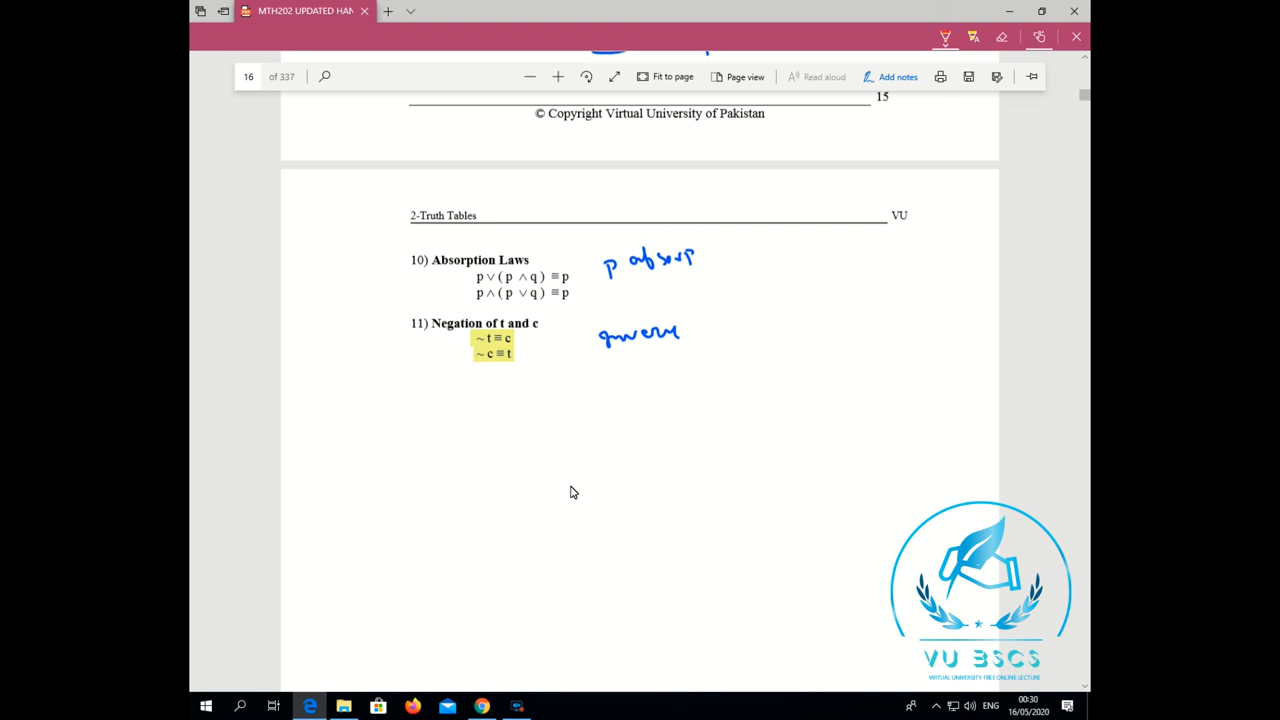 MTH202 UPDATED HAN
16 of 337
Fit to page
Page view
Read aloud
Add notes
15
© Copyright Virtual University of Pakistan
2-Truth Tables VU
10) Absorption Laws
p absorp
p ∨ ( p ∧ q ) ≡ p
p ∧ ( p ∨ q ) ≡ p
11) Negation of t and c
~ t ≡ c
~ c ≡ t
VU BSCS
VIRTUAL UNIVERSITY FREE ONLINE LECTURE
ENG
00:30
16/05/2020